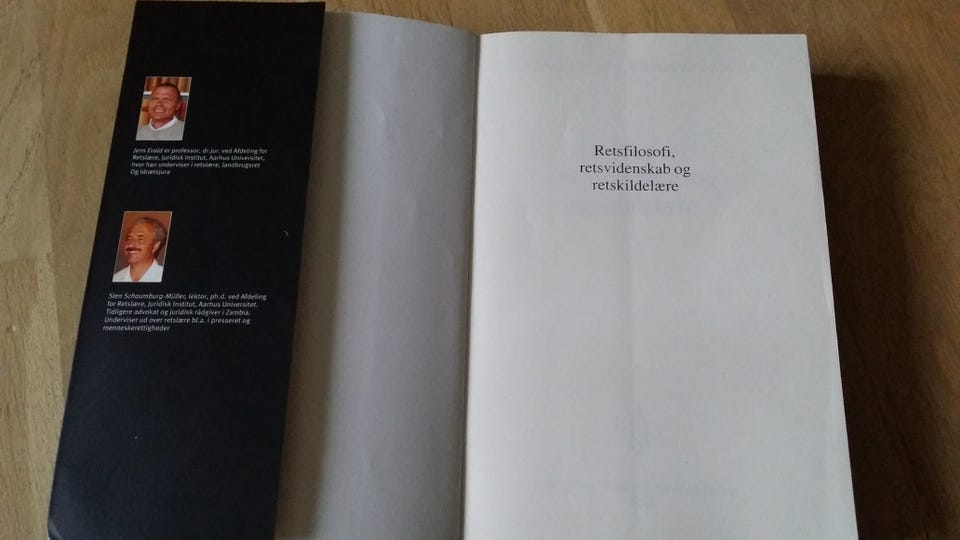 Jens Evald er professor, dr.jur. ved Afdeling for
Retslære, Juridisk Institut, Aarhus Universitet,
hvor han underviser i retslære, landbrugsret
Og idrætsjura
Sten Schaumburg-Müller, lektor, ph.d. ved Afdeling
for Retslære, Juridisk Institut, Aarhus Universitet.
Tidligere advokat og juridisk rådgiver i Zambia.
Underviser ud over retslære bl.a. i presseret og
menneskerettigheder
Retsfilosofi,
retsvidenskab og
retskildelære